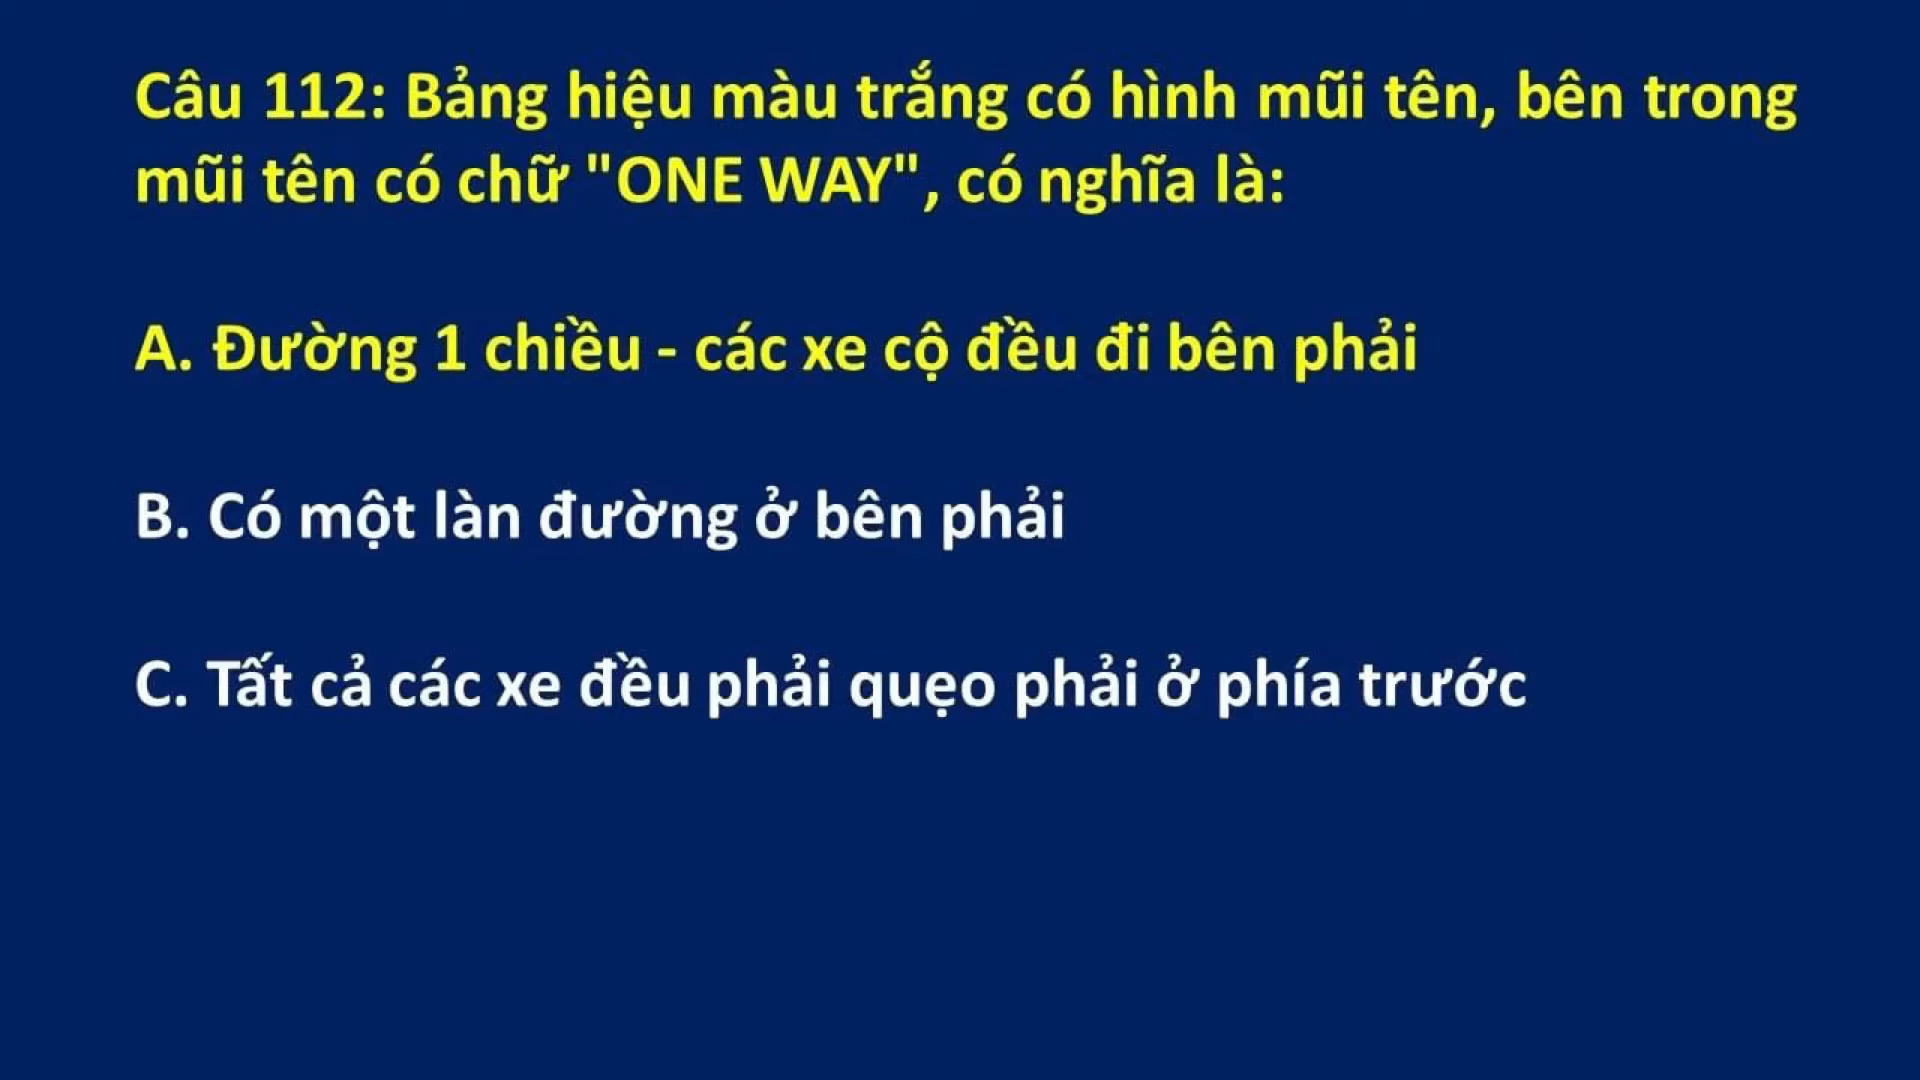 Câu 112: Bảng hiệu màu trắng có hình mũi tên, bên trong
mũi tên có chữ "ONE WAY", có nghĩa là:
A. Đường 1 chiều - các xe cộ đều đi bên phải
B. Có một làn đường ở bên phải
C. Tất cả các xe đều phải quẹo phải ở phía trước